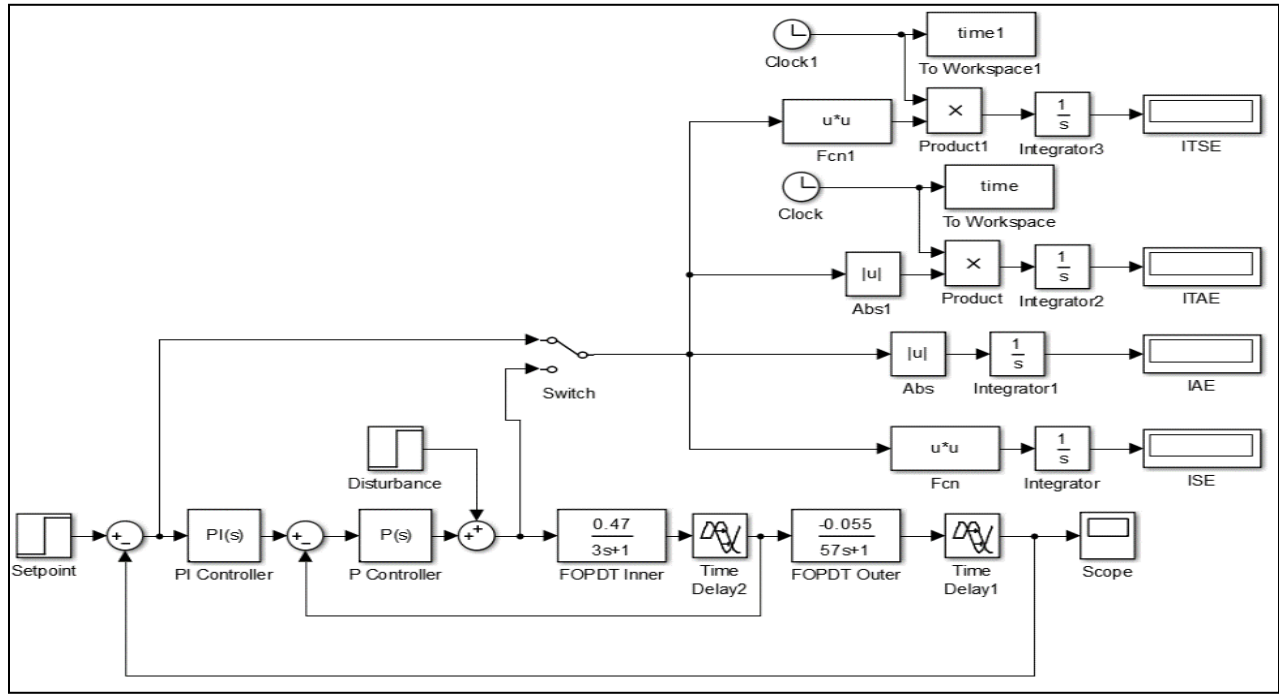 time1
Clock1
To Workspace1
u*u
×
1
s
Fcn1
Product1
Integrator3
ITSE
time
Clock
To Workspace
|u|
×
1
s
Abs1
Product
Integrator2
ITAE
|u|
1
s
Switch
Abs
Integrator1
IAE
u*u
1
s
Disturbance
Fcn
Integrator
ISE
+
−
PI(s)
+
−
P(s)
+
+
0.47
3s+1
-0.055
57s+1
Setpoint
PI Controller
P Controller
FOPDT Inner
Time
Delay2
FOPDT Outer
Time
Delay1
Scope